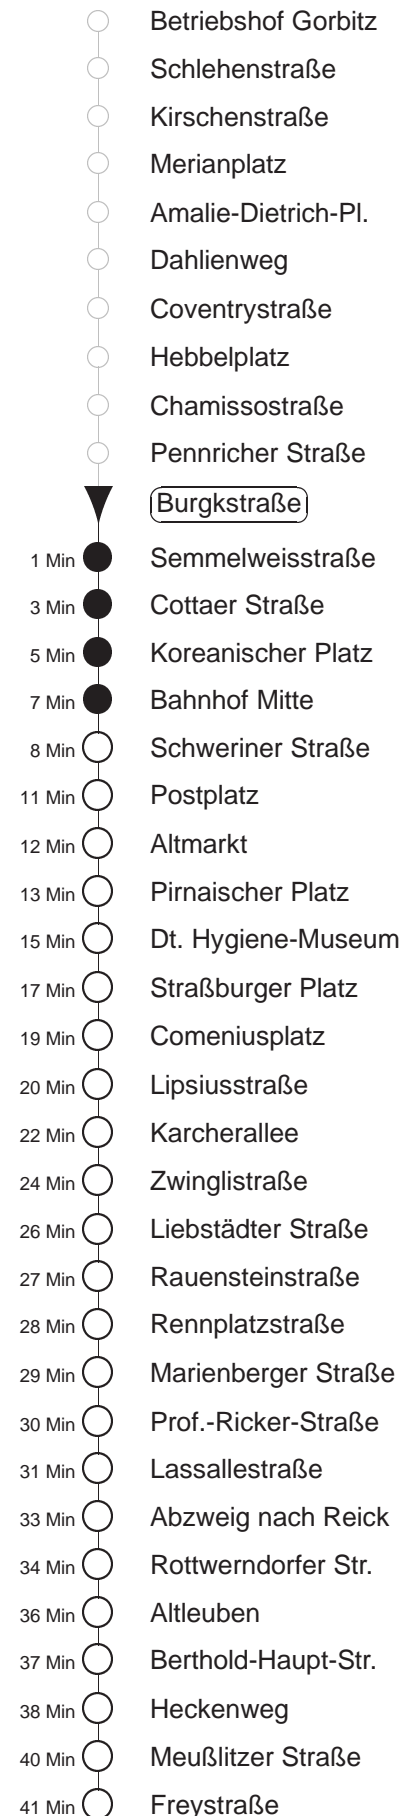 Betriebshof Gorbitz
Schlehenstraße
Kirschenstraße
Merianplatz
Amalie-Dietrich-Pl.
Dahlienweg
Coventrystraße
Hebbelplatz
Chamissostraße
Pennricher Straße
Burgkstraße
1 Min Semmelweisstraße
3 Min Cottaer Straße
5 Min Koreanischer Platz
7 Min Bahnhof Mitte
8 Min Schweriner Straße
11 Min Postplatz
12 Min Altmarkt
13 Min Pirnaischer Platz
15 Min Dt. Hygiene-Museum
17 Min Straßburger Platz
19 Min Comeniusplatz
20 Min Lipsiusstraße
22 Min Karcherallee
24 Min Zwinglistraße
26 Min Liebstädter Straße
27 Min Rauensteinstraße
28 Min Rennplatzstraße
29 Min Marienberger Straße
30 Min Prof.-Ricker-Straße
31 Min Lassallestraße
33 Min Abzweig nach Reick
34 Min Rottwerndorfer Str.
36 Min Altleuben
37 Min Berthold-Haupt-Str.
38 Min Heckenweg
40 Min Meußlitzer Straße
41 Min Freystraße